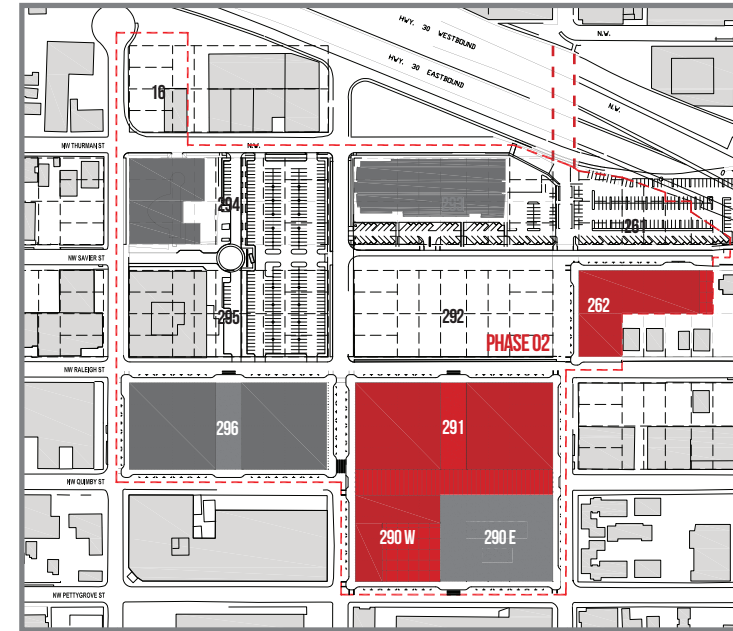 HWY. 30 WESTBOUND
N.W.
HWY. 30 EASTBOUND
16
N.W.
NW THURMAN ST
N.W.
294
293
261
NW SAVIER ST
262
295
292
PHASE 02
NW RALEIGH ST
296
291
NW QUIMBY ST
290 W
290 E
NW PETTYGROVE ST